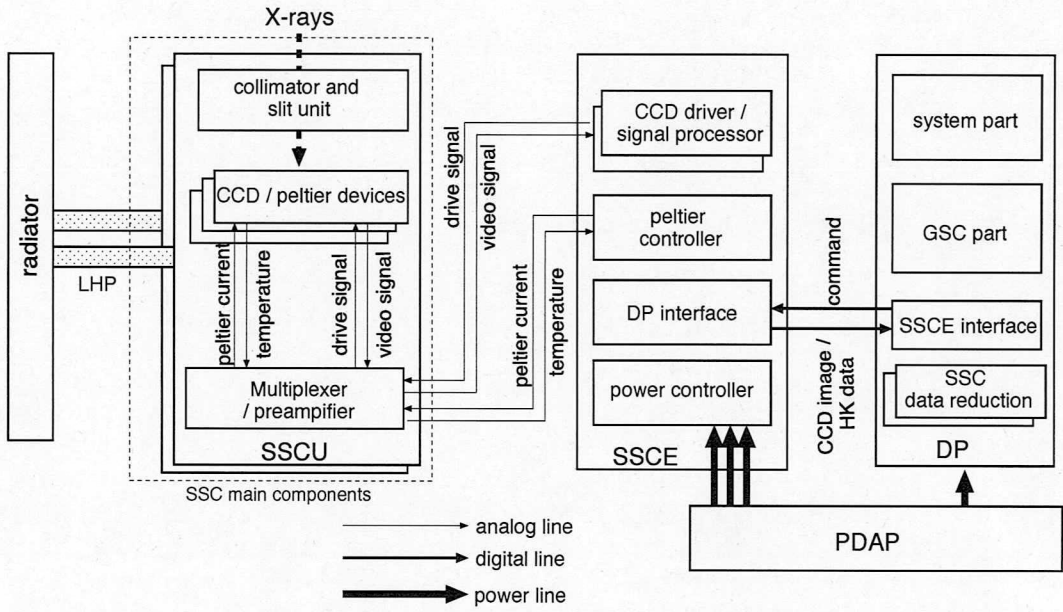 X-rays
radiator
LHP
collimator and
slit unit
CCD / peltier devices
peltier current
temperature
drive signal
video signal
Multiplexer
/ preampifier
SSCU
SSC main components
drive signal
video signal
peltier current
temperature
CCD driver /
signal processor
peltier
controller
DP interface
power controller
SSCE
command
CCD image /
HK data
system part
GSC part
SSCE interface
SSC
data reduction
DP
PDAP
analog line
digital line
power line